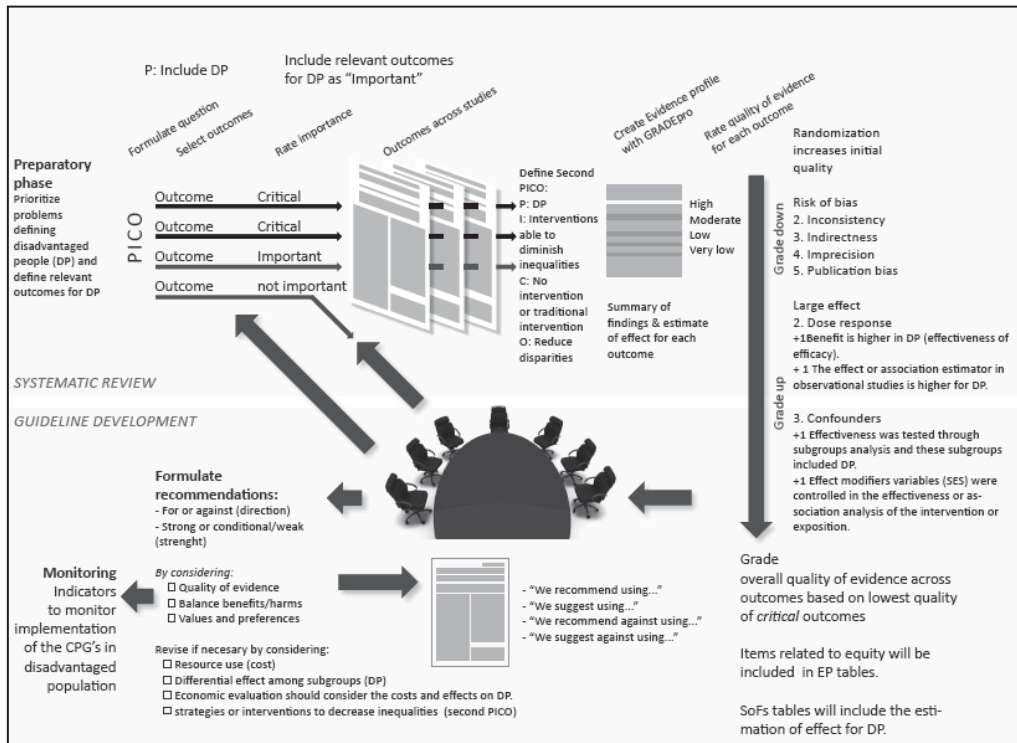 P: Include DP
Include relevant outcomes
for DP as “Important”
Formulate question
Select outcomes
Rate importance
Outcomes across studies
Create Evidence profile
with GRADEpro
Rate quality of evidence
for each outcome
Preparatory
phase
Prioritize
problems
defining
disadvantaged
people (DP) and
define relevant
outcomes for DP
PICO
Outcome Critical
Outcome Critical
Outcome Important
Outcome not important
Define Second
PICO:
P: DP
I: Interventions
able to
diminish
inequalities
C: No
intervention
or traditional
intervention
O: Reduce
disparities
High
Moderate
Low
Very low
Summary of
findings & estimate
of effect for each
outcome
Grade down
Randomization
increases initial
quality
Risk of bias
2. Inconsistency
3. Indirectness
4. Imprecision
5. Publication bias
Grade up
Large effect
2. Dose response
+1Benefit is higher in DP (effectiveness of
efficacy).
+ 1 The effect or association estimator in
observational studies is higher for DP.
3. Confounders
+1 Effectiveness was tested through
subgroups analysis and these subgroups
included DP.
+1 Effect modifiers variables (SES) were
controlled in the effectiveness or as-
sociation analysis of the intervention or
exposition.
SYSTEMATIC REVIEW
GUIDELINE DEVELOPMENT
Formulate
recommendations:
- For or against (direction)
- Strong or conditional/weak
(strenght)
By considering:
Quality of evidence
Balance benefits/harms
Values and preferences
Revise if necesary by considering:
Resource use (cost)
Differential effect among subgroups (DP)
Economic evaluation should consider the costs and effects on DP.
strategies or interventions to decrease inequalities (second PICO)
Monitoring
Indicators
to monitor
implementation
of the CPG’s in
disadvantaged
population
- “We recommend using...”
- “We suggest using...”
- “We recommend against using...”
- “We suggest against using...”
Grade
overall quality of evidence across
outcomes based on lowest quality
of critical outcomes
Items related to equity will be
included in EP tables.
SoFs tables will include the esti-
mation of effect for DP.